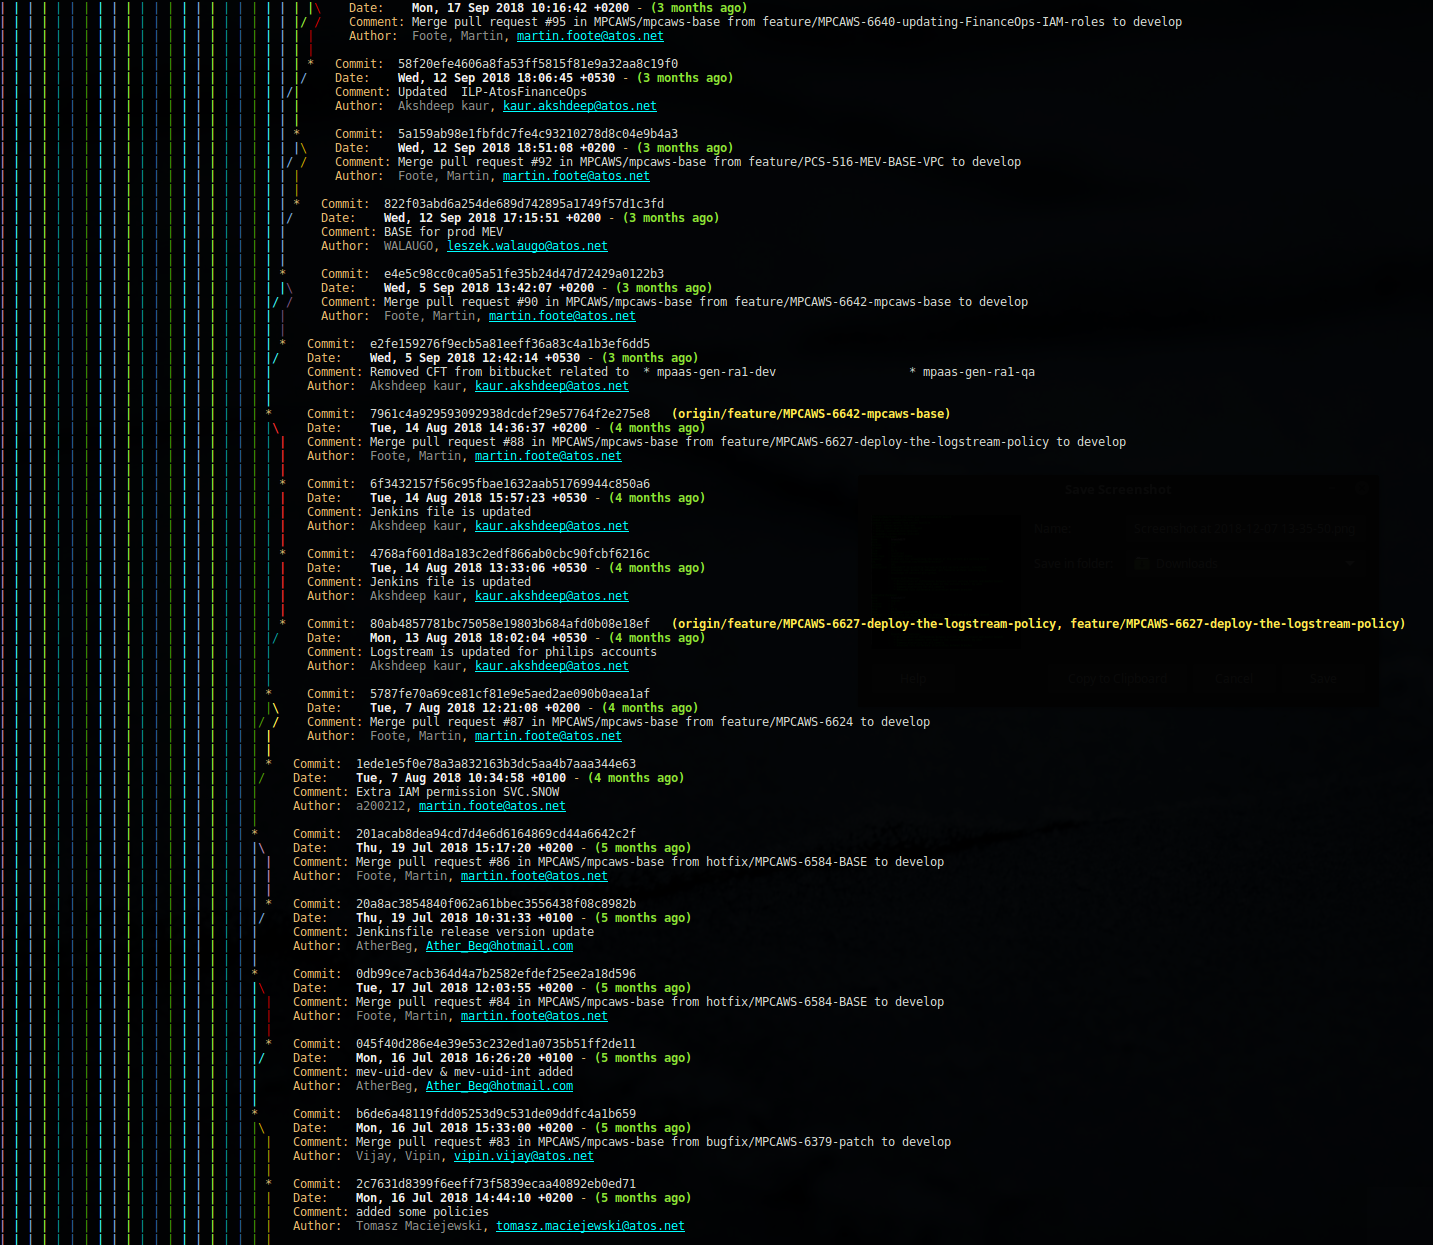 Date: Mon, 17 Sep 2018 10:16:42 +0200 - (3 months ago)
Comment: Merge pull request #95 in MPCAWS/mpcaws-base from feature/MPCAWS-6640-updating-FinanceOps-IAM-roles to develop
Author: Foote, Martin, martin.foote@atos.net
* Commit: 58f20efe4606a8fa53ff5815f81e9a32aa8c19f0
Date: Wed, 12 Sep 2018 18:06:45 +0530 - (3 months ago)
Comment: Updated ILP-AtosFinanceOps
Author: Akshdeep kaur, kaur.akshdeep@atos.net
* Commit: 5a159ab98e1fbfdc7fe4c93210278d8c04e9b4a3
Date: Wed, 12 Sep 2018 18:51:08 +0200 - (3 months ago)
Comment: Merge pull request #92 in MPCAWS/mpcaws-base from feature/PCS-516-MEV-BASE-VPC to develop
Author: Foote, Martin, martin.foote@atos.net
* Commit: 822f03abd6a254de689d742895a1749f57d1c3fd
Date: Wed, 12 Sep 2018 17:15:51 +0200 - (3 months ago)
Comment: BASE for prod MEV
Author: WALAUGO, leszek.walaugo@atos.net
* Commit: e4e5c98cc0ca05a51fe35b24d47d72429a0122b3
Date: Wed, 5 Sep 2018 13:42:07 +0200 - (3 months ago)
Comment: Merge pull request #90 in MPCAWS/mpcaws-base from feature/MPCAWS-6642-mpcaws-base to develop
Author: Foote, Martin, martin.foote@atos.net
* Commit: e2fe159276f9ecb5a81eeff36a83c4a1b3ef6dd5
Date: Wed, 5 Sep 2018 12:42:14 +0530 - (3 months ago)
Comment: Removed CFT from bitbucket related to * mpaas-gen-ra1-dev * mpaas-gen-ra1-qa
Author: Akshdeep kaur, kaur.akshdeep@atos.net
* Commit: 7961c4a929593092938dcdef29e57764f2e275e8 (origin/feature/MPCAWS-6642-mpcaws-base)
Date: Tue, 14 Aug 2018 14:36:37 +0200 - (4 months ago)
Comment: Merge pull request #88 in MPCAWS/mpcaws-base from feature/MPCAWS-6627-deploy-the-logstream-policy to develop
Author: Foote, Martin, martin.foote@atos.net
* Commit: 6f3432157f56c95fbae1632aab51769944c850a6
Date: Tue, 14 Aug 2018 15:57:23 +0530 - (4 months ago)
Save Screenshot
Comment: Jenkins file is updated
Author: Akshdeep kaur, kaur.akshdeep@atos.net
Name:
* Commit: 4768af601d8a183c2edf866ab0cbc90fcbf6216c
Date: Tue, 14 Aug 2018 13:33:06 +0530 - (4 months ago)
Save in folder: Downloads
Comment: Jenkins file is updated
Author: Akshdeep kaur, kaur.akshdeep@atos.net
* Commit: 80ab4857781bc75058e19803b684afd0b08e18ef (origin/feature/MPCAWS-6627-deploy-the-logstream-policy, feature/MPCAWS-6627-deploy-the-logstream-policy)
Date: Mon, 13 Aug 2018 18:02:04 +0530 - (4 months ago)
Comment: Logstream is updated for philips accounts
Author: Akshdeep kaur, kaur.akshdeep@atos.net
Help Copy to Clipboard Cancel Save
* Commit: 5787fe70a69ce81cf81e9e5aed2ae090b0aea1af
Date: Tue, 7 Aug 2018 12:21:08 +0200 - (4 months ago)
Comment: Merge pull request #87 in MPCAWS/mpcaws-base from feature/MPCAWS-6624 to develop
Author: Foote, Martin, martin.foote@atos.net
* Commit: 1ede1e5f0e78a3a832163b3dc5aa4b7aaa344e63
Date: Tue, 7 Aug 2018 10:34:58 +0100 - (4 months ago)
Comment: Extra IAM permission SVC.SNOW
Author: a200212, martin.foote@atos.net
* Commit: 201acab8dea94cd7d4e6d6164869cd44a6642c2f
Date: Thu, 19 Jul 2018 15:17:20 +0200 - (5 months ago)
Comment: Merge pull request #86 in MPCAWS/mpcaws-base from hotfix/MPCAWS-6584-BASE to develop
Author: Foote, Martin, martin.foote@atos.net
* Commit: 20a8ac3854840f062a61bbec3556438f08c8982b
Date: Thu, 19 Jul 2018 10:31:33 +0100 - (5 months ago)
Comment: Jenkinsfile release version update
Author: AtherBeg, Ather_Beg@hotmail.com
* Commit: 0db99ce7acb364d4a7b2582efdef25ee2a18d596
Date: Tue, 17 Jul 2018 12:03:55 +0200 - (5 months ago)
Comment: Merge pull request #84 in MPCAWS/mpcaws-base from hotfix/MPCAWS-6584-BASE to develop
Author: Foote, Martin, martin.foote@atos.net
* Commit: 045f40d286e4e39e53c232ed1a0735b51ff2de11
Date: Mon, 16 Jul 2018 16:26:20 +0100 - (5 months ago)
Comment: mev-uid-dev & mev-uid-int added
Author: AtherBeg, Ather_Beg@hotmail.com
* Commit: b6de6a48119fdd05253d9c531de09ddfc4a1b659
Date: Mon, 16 Jul 2018 15:33:00 +0200 - (5 months ago)
Comment: Merge pull request #83 in MPCAWS/mpcaws-base from bugfix/MPCAWS-6379-patch to develop
Author: Vijay, Vipin, vipin.vijay@atos.net
* Commit: 2c7631d8399f6eeff73f5839ecaa40892eb0ed71
Date: Mon, 16 Jul 2018 14:44:10 +0200 - (5 months ago)
Comment: added some policies
Author: Tomasz Maciejewski, tomasz.maciejewski@atos.net